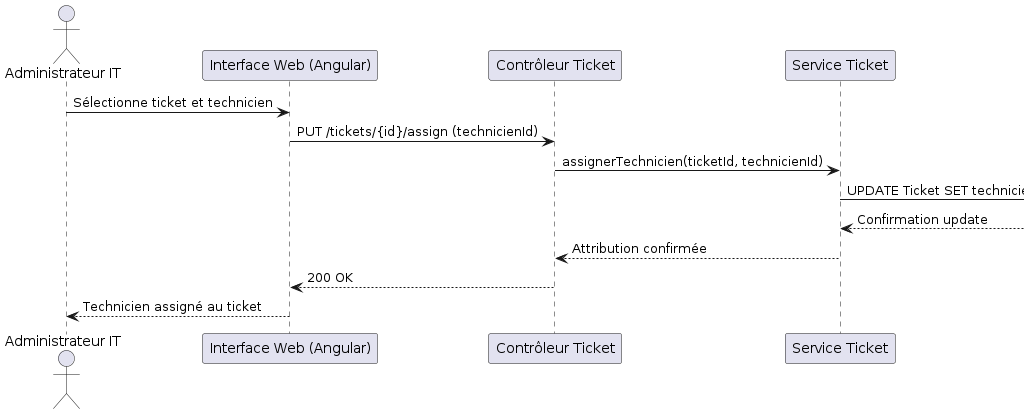 Administrateur IT
Interface Web (Angular)
Contrôleur Ticket
Service Ticket
Sélectionne ticket et technicien
PUT /tickets/{id}/assign (technicienId)
assignerTechnicien(ticketId, technicienId)
UPDATE Ticket SET
Confirmation update
Attribution confirmée
200 OK
Technicien assigné au ticket
Administrateur IT
Interface Web (Angular)
Contrôleur Ticket
Service Ticket